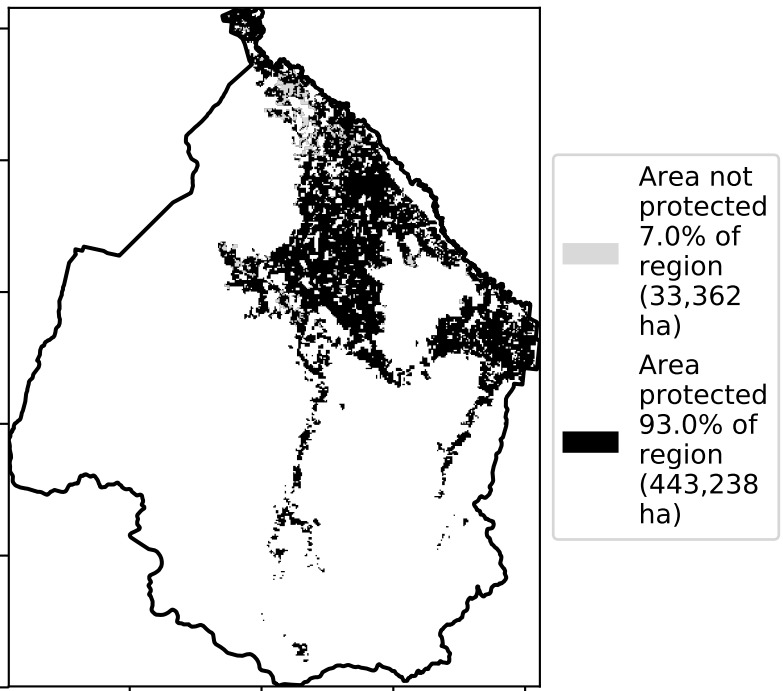 Area not
protected
7.0% of
region
(33,362
ha)
Area
protected
93.0% of
region
(443,238
ha)